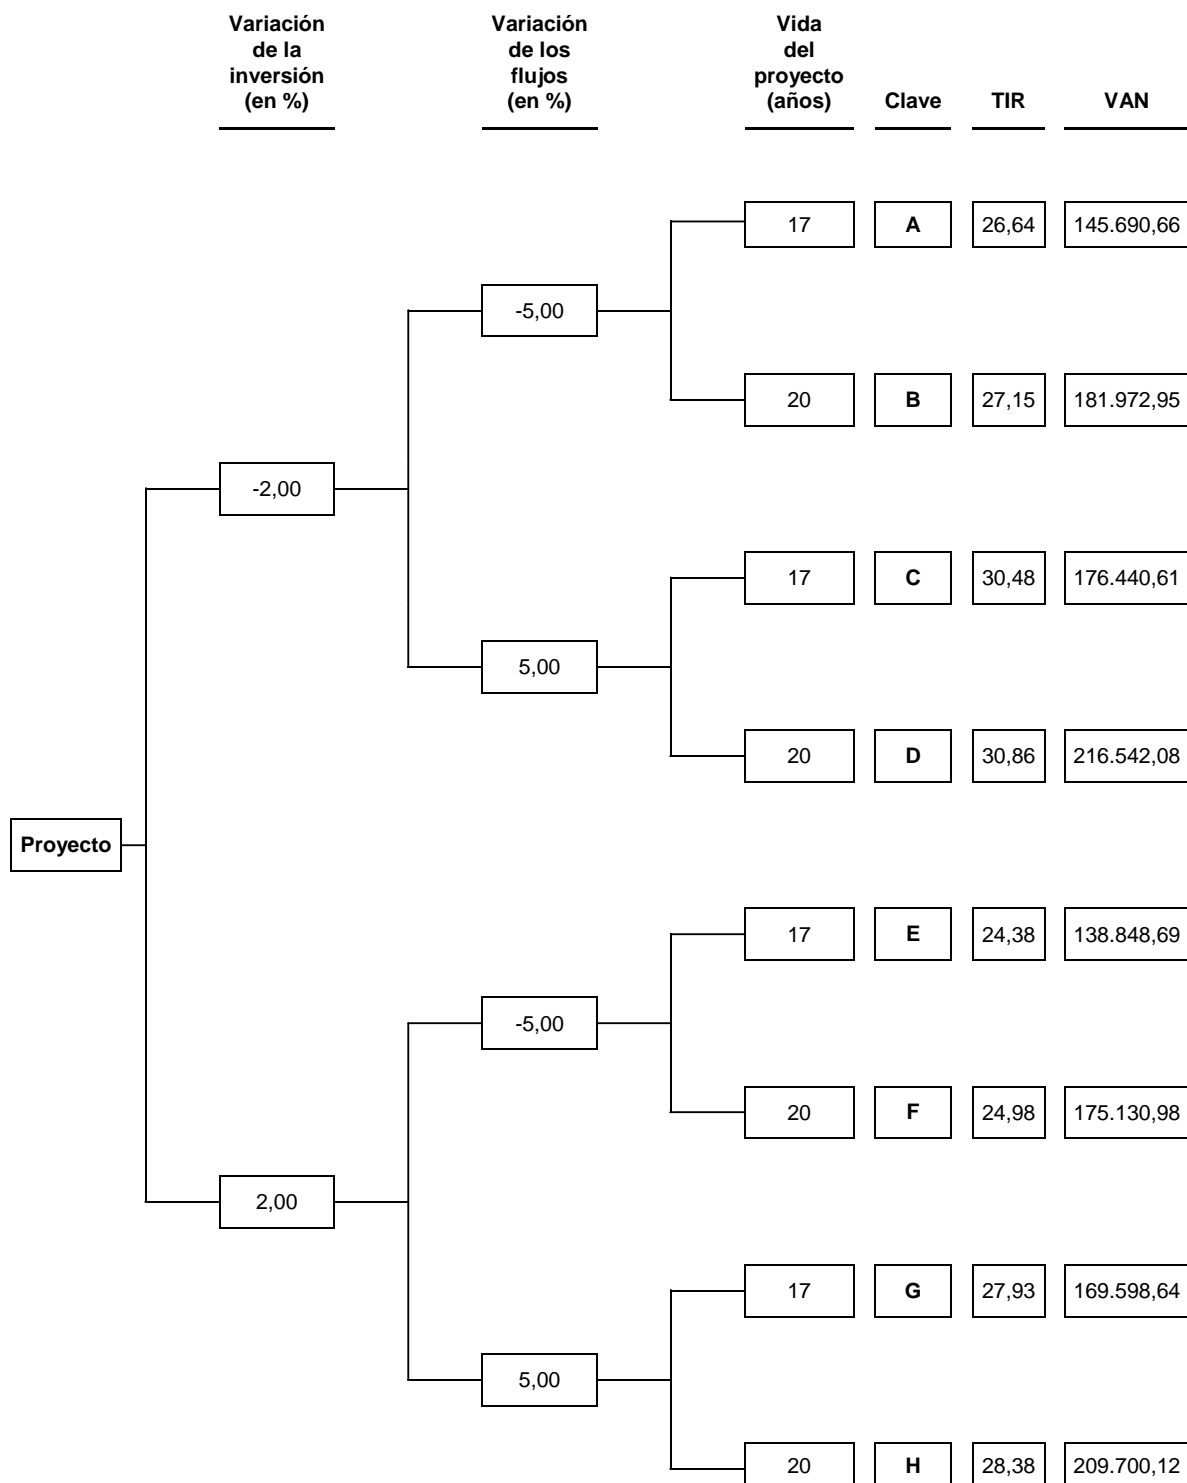 Variación
de la
inversión
(en %)
Variación
de los
flujos
(en %)
Vida
del
proyecto
(años)
Clave
TIR
VAN
17 A 26,64 145.690,66
-5,00
20 B 27,15 181.972,95
-2,00
17 C 30,48 176.440,61
5,00
20 D 30,86 216.542,08
Proyecto
17 E 24,38 138.848,69
-5,00
20 F 24,98 175.130,98
2,00
17 G 27,93 169.598,64
5,00
20 H 28,38 209.700,12